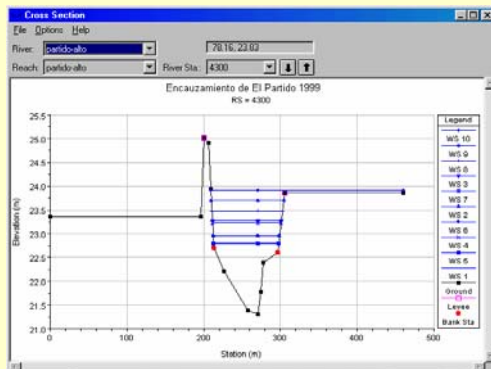 Cross Section
File Options Help
River: partido-alto 70.16, 23.03
Reach: partido-alto River Sta.: 4300
Encauzamiento de El Partido 1999
RS = 4300
Legend
WS 10
WS 9
WS 8
WS 3
WS 7
WS 2
WS 6
WS 4
WS 5
WS 1
Ground
Levee
Bank Sta
Elevation (m)
25.5
25.0
24.5
24.0
23.5
23.0
22.5
22.0
21.5
21.0
0 100 200 300 400 500
Station (m)